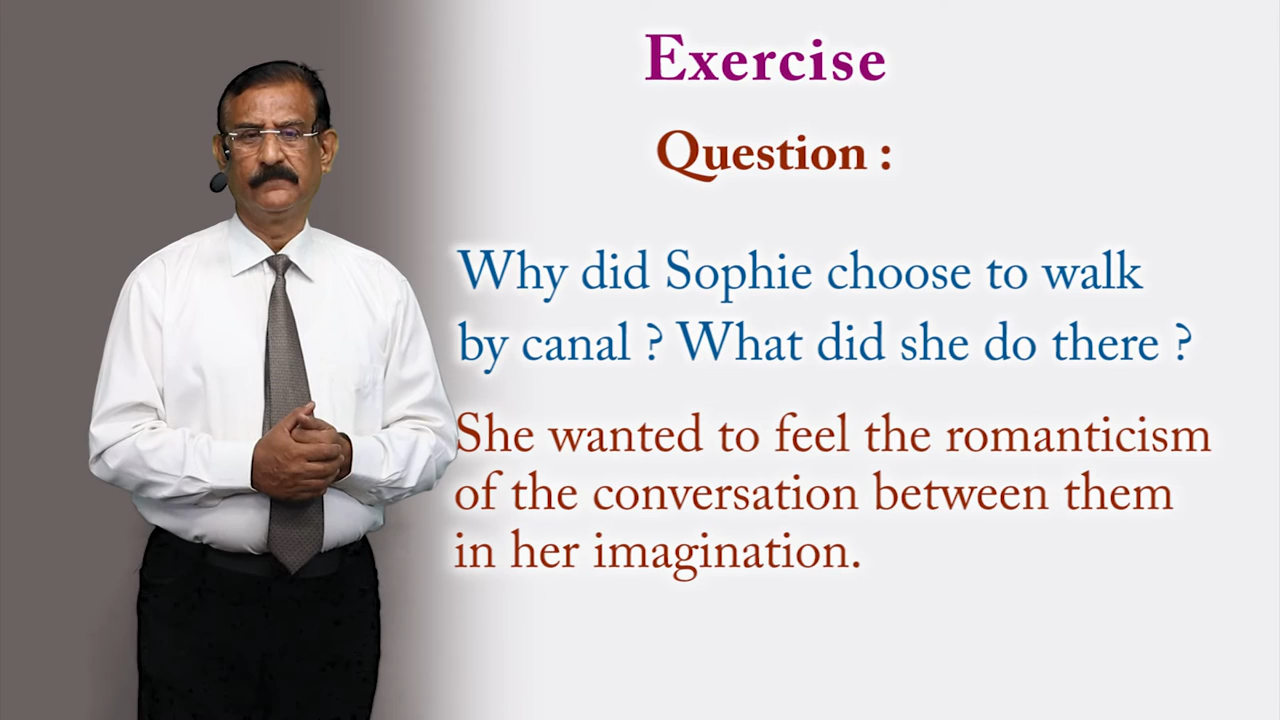 Exercise
Question :
Why did Sophie choose to walk
by canal ? What did she do there ?
She wanted to feel the romanticism
of the conversation between them
in her imagination.